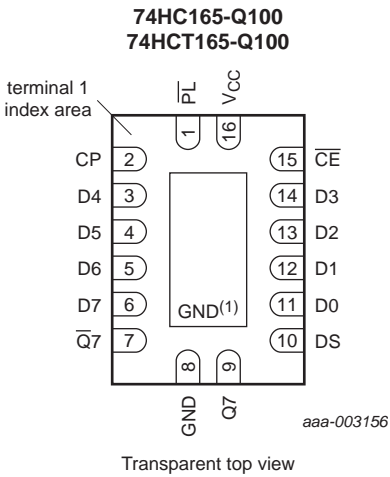 74HC165-Q100
74HCT165-Q100
terminal 1
index area
PL
VCC
1
16
CP 2
15 CE
D4 3
14 D3
D5 4
13 D2
D6 5
12 D1
D7 6
11 D0
GND(1)
Q7 7
10 DS
8
9
GND
Q7
aaa-003156
Transparent top view